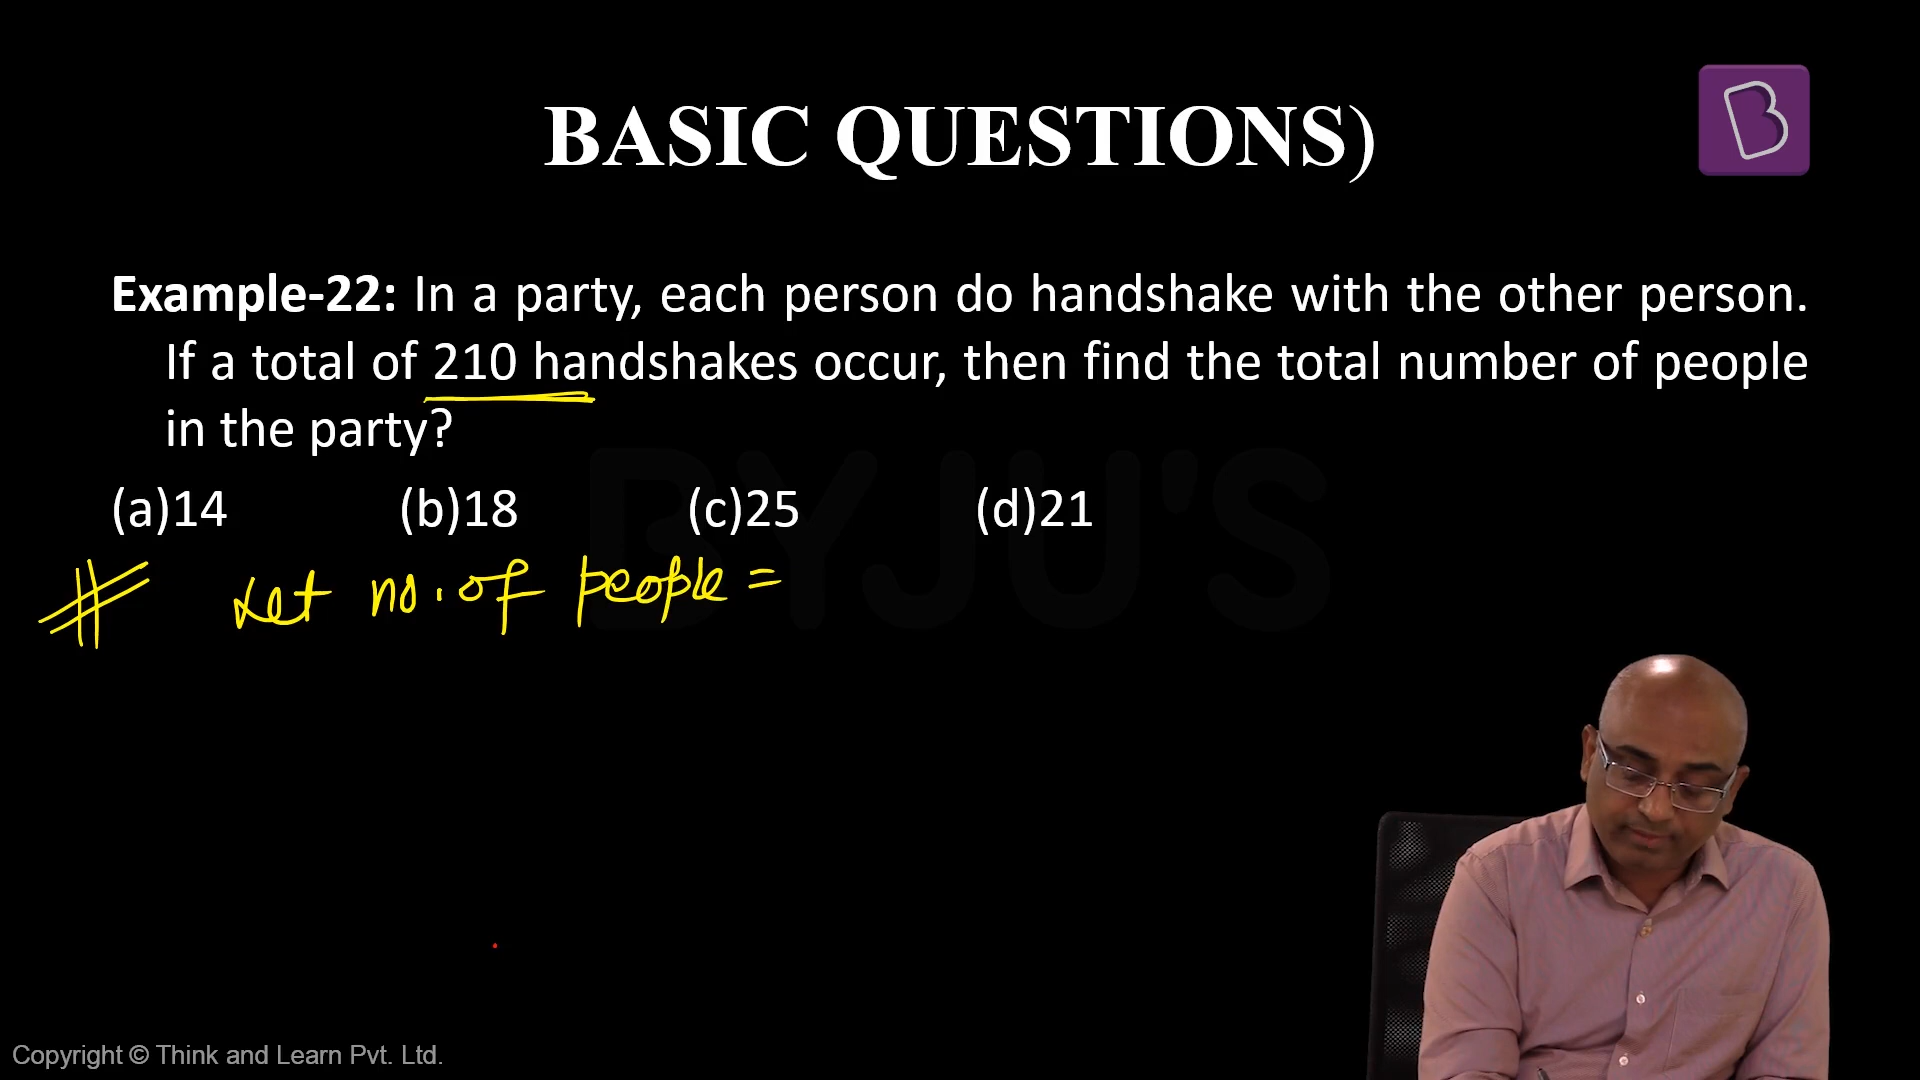 BASIC QUESTIONS)
Example-22: In a party, each person do handshake with the other person.
If a total of 210 handshakes occur, then find the total number of people
in the party?
(a)14 (b)18 (c)25 (d)21
BYJU'S
# Let no. of people =
Copyright © Think and Learn Pvt. Ltd.